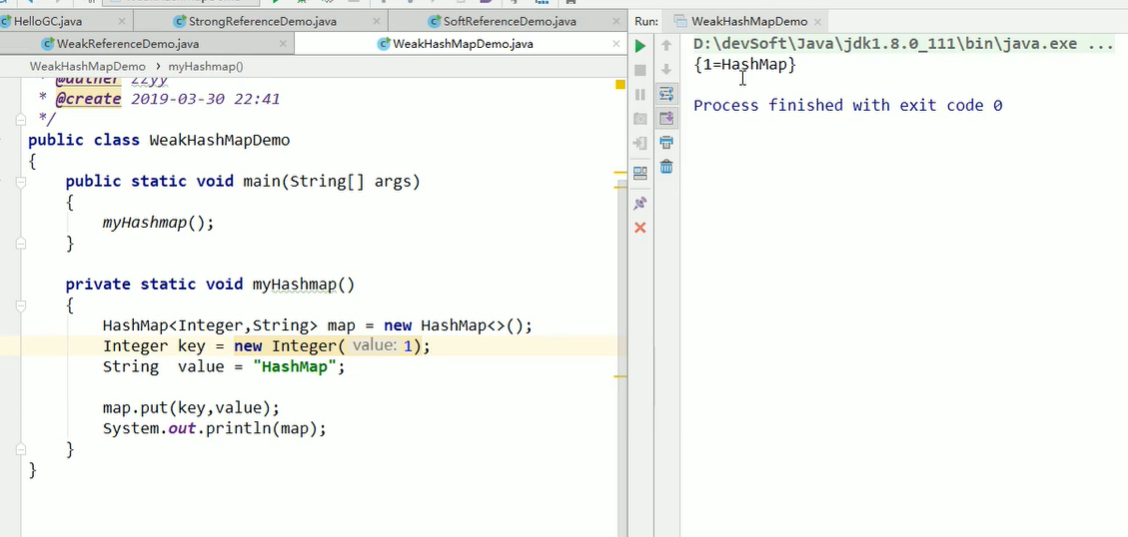 HelloGC.java
StrongReferenceDemo.java
SoftReferenceDemo.java
Run:
WeakHashMapDemo
WeakReferenceDemo.java
WeakHashMapDemo.java
WeakHashMapDemo > myHashmap()
* @auther zzyy
* @create 2019-03-30 22:41
*/
public class WeakHashMapDemo
{
public static void main(String[] args)
{
myHashmap();
}
private static void myHashmap()
{
HashMap<Integer,String> map = new HashMap<>();
Integer key = new Integer( value: 1);
String value = "HashMap";
map.put(key,value);
System.out.println(map);
}
}
D:\devSoft\Java\jdk1.8.0_111\bin\java.exe ...
{1=HashMap}
Process finished with exit code 0